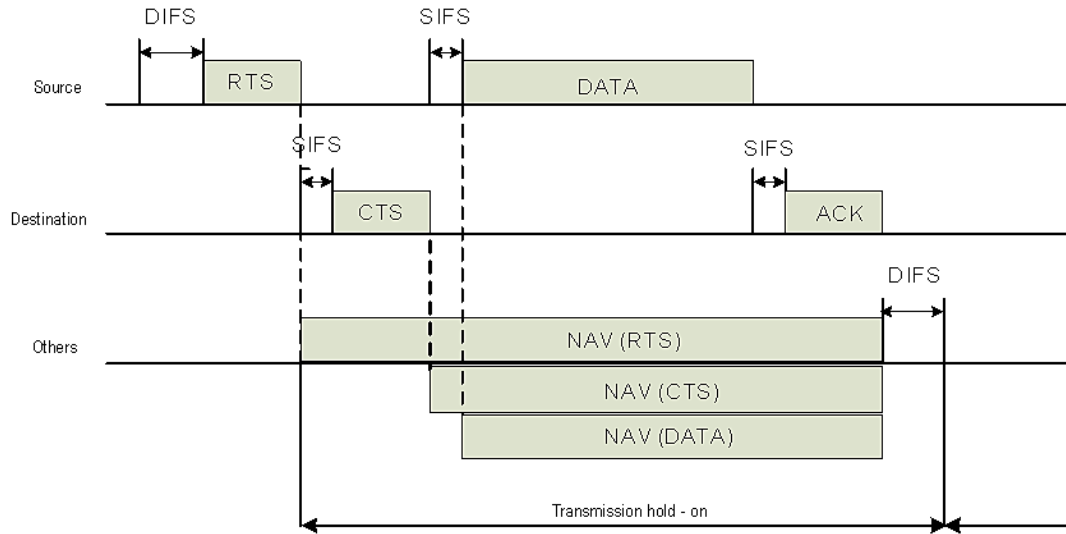 DIFS
SIFS
Source
RTS
DATA
SIFS
SIFS
Destination
CTS
ACK
DIFS
Others
NAV (RTS)
NAV (CTS)
NAV (DATA)
Transmission hold - on